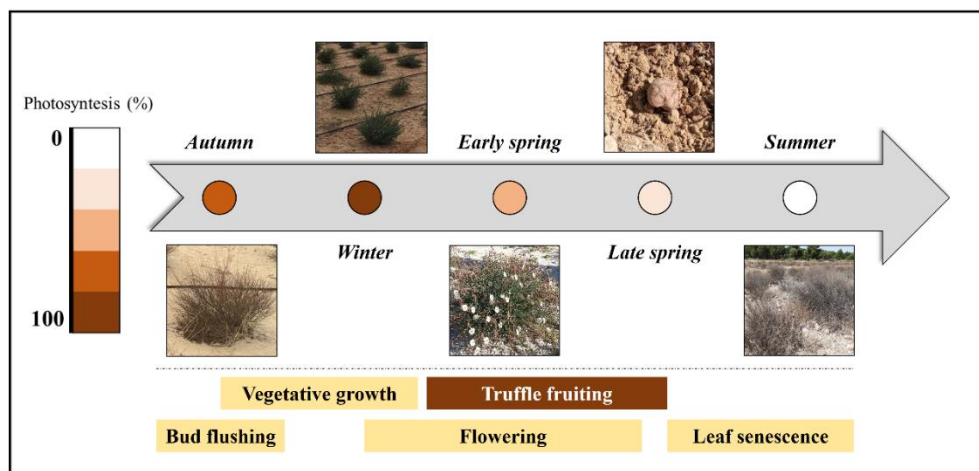 Photosyntesis (%)
0
100
Autumn
Early spring
Summer
Winter
Late spring
Vegetative growth
Truffle fruiting
Bud flushing
Flowering
Leaf senescence